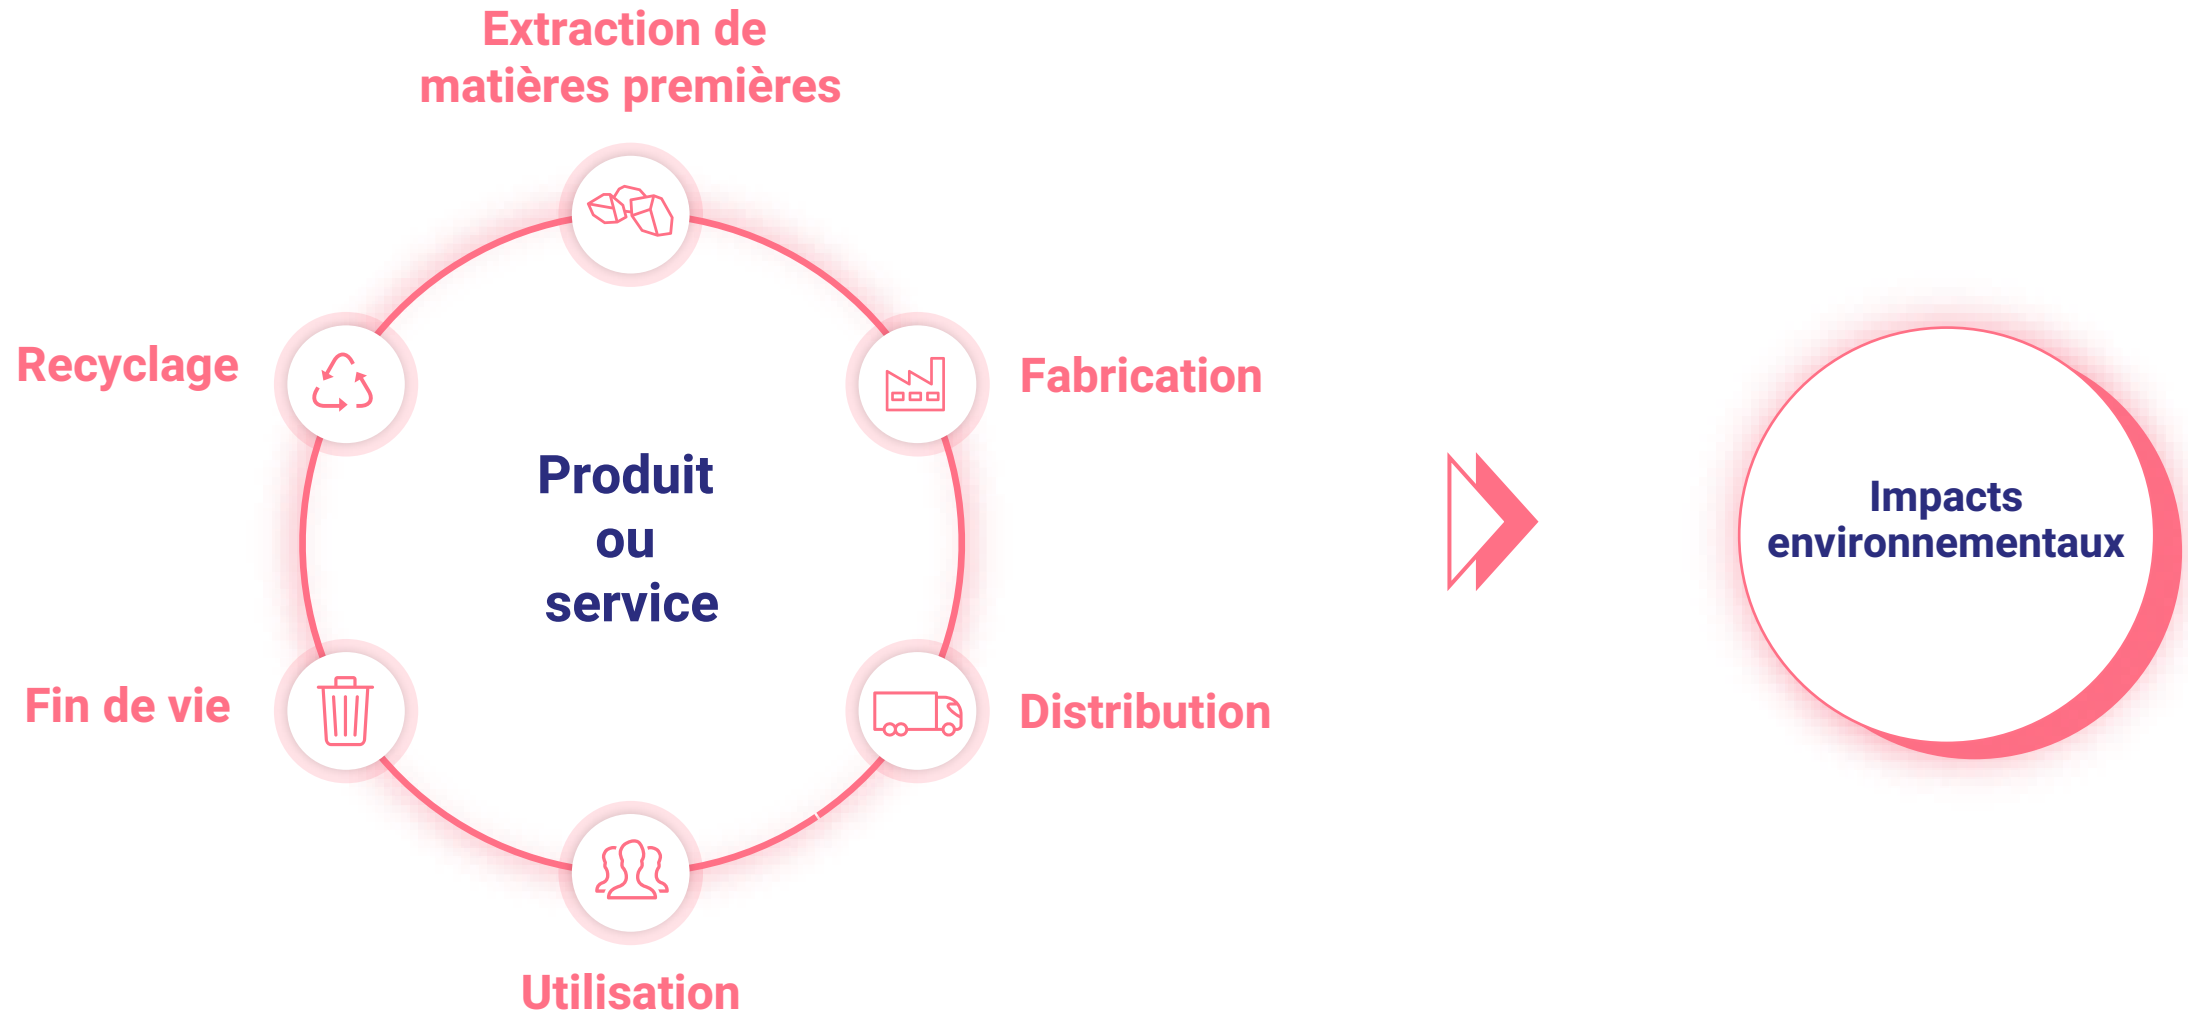 Extraction de
matières premières
Recyclage
Fabrication
Produit
ou
service
Impacts
environnementaux
Fin de vie
Distribution
Utilisation